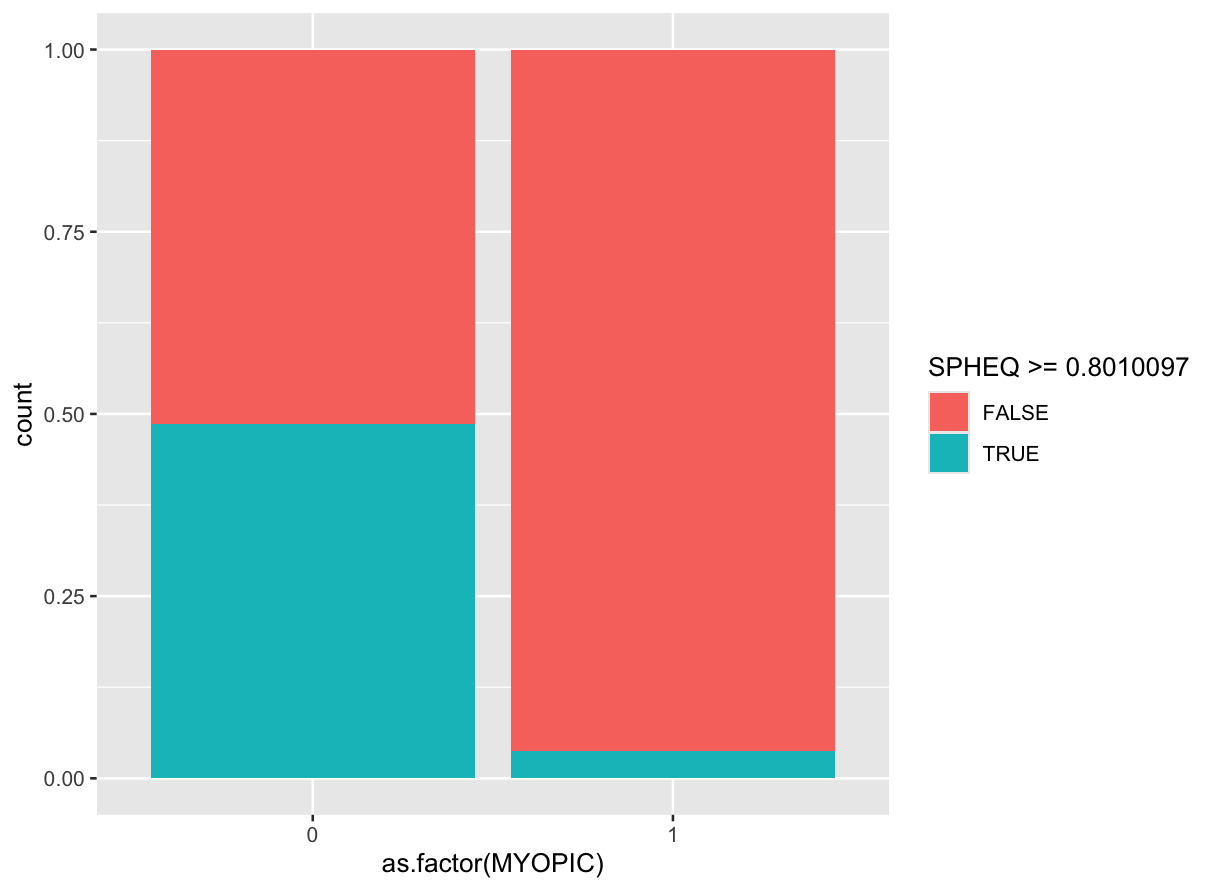 1.00
0.75
0.50
0.25
0.00
count
0
1
as.factor(MYOPIC)
SPHEQ >= 0.8010097
FALSE
TRUE